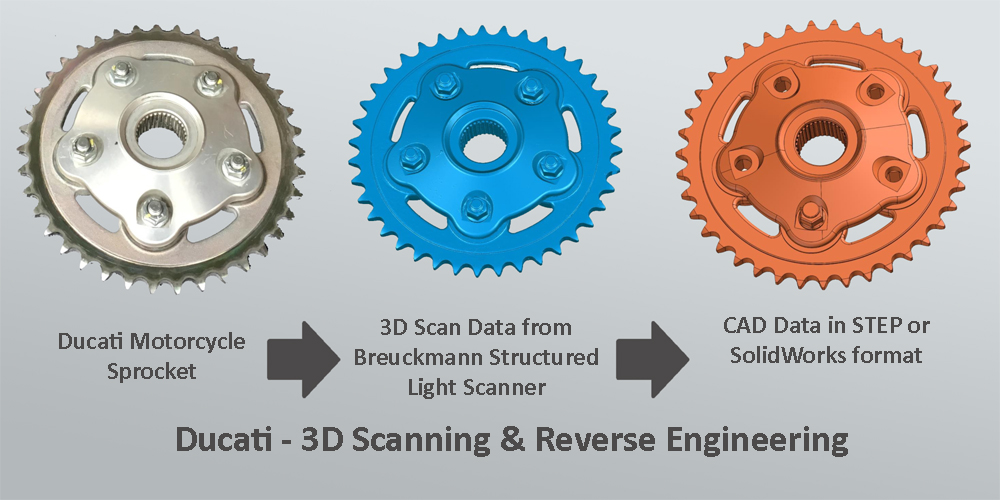 Ducati Motorcycle
Sprocket
3D Scan Data from
Breuckmann Structured
Light Scanner
CAD Data in STEP or
SolidWorks format
Ducati - 3D Scanning & Reverse Engineering